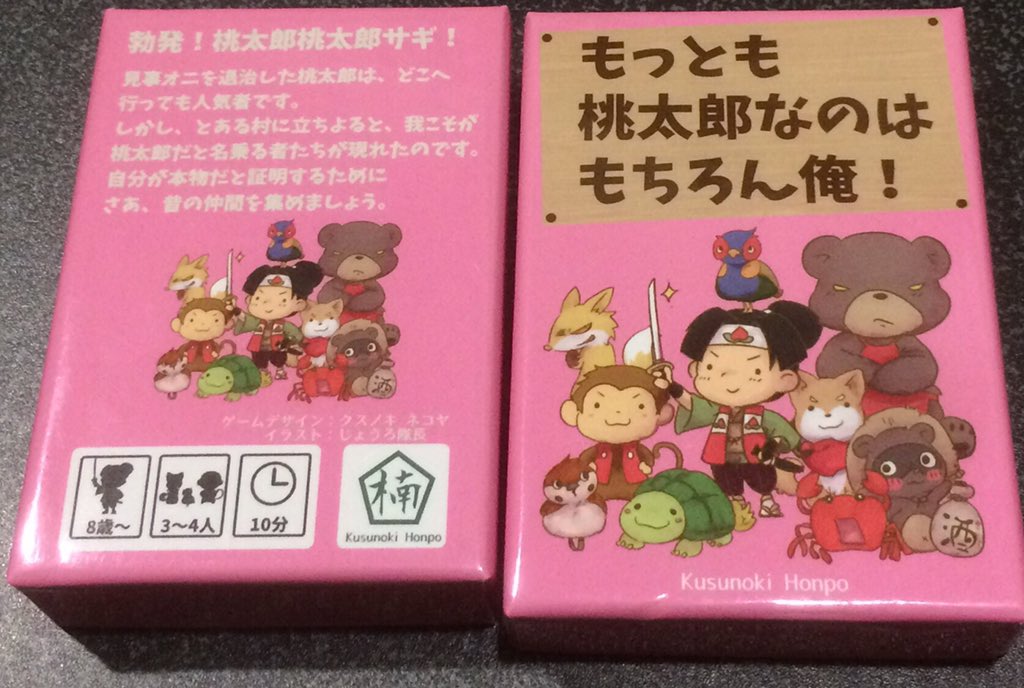 勃発！桃太郎桃太郎サギ！
見事オニを退治した桃太郎は、どこへ
行っても人気者です。
しかし、とある村に立ちよると、我こそが
桃太郎だと名乗る者たちが現れたのです。
自分が本物だと証明するために
さあ、昔の仲間を集めましょう。
ゲームデザイン：クスノキ ネコヤ
イラスト：じょうろ隊長
8歳～
3～4人
10分
楠
Kusunoki Honpo
もっとも
桃太郎なのは
もちろん俺！
酒
Kusunoki Honpo
酒